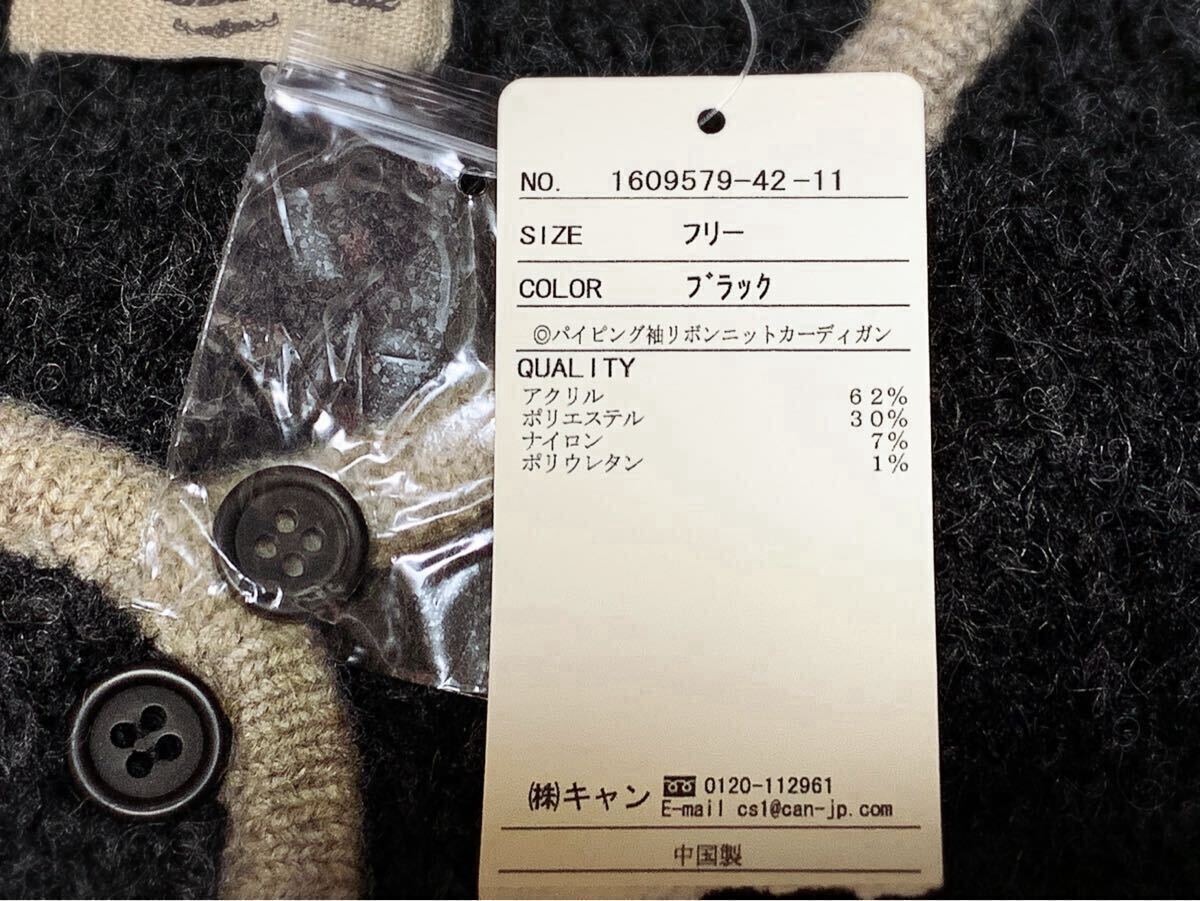 NO. 1609579-42-11
SIZE フリー
COLOR ブラック
◎パイピング袖リボンニットカーディガン
QUALITY
アクリル 62%
ポリエステル 30%
ナイロン 7%
ポリウレタン 1%
㈱キャン 0120-112961
E-mail cs1@can-jp.com
中国製